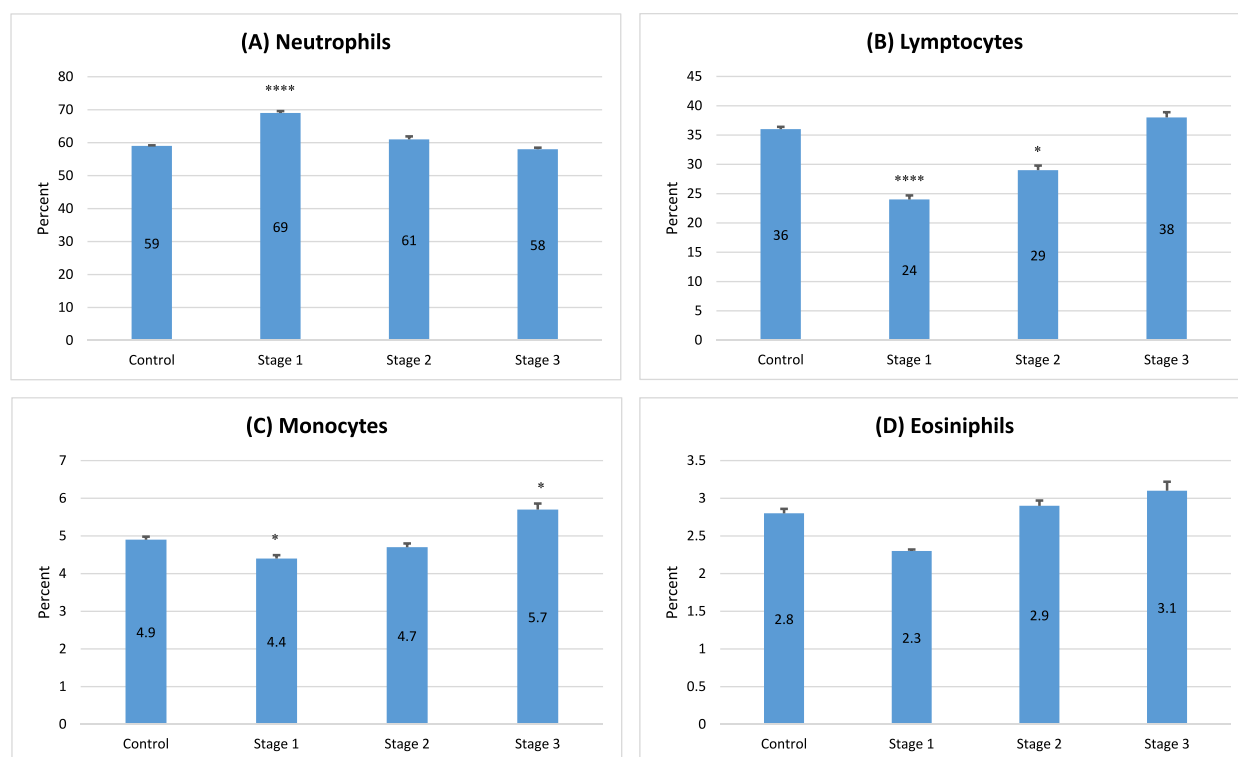 (A) Neutrophils
80
70
60
50
40
30
20
10
0
Percent
****
59
69
61
58
Control
Stage 1
Stage 2
Stage 3
(B) Lymptocytes
45
40
35
30
25
20
15
10
5
0
Percent
****
*
36
24
29
38
Control
Stage 1
Stage 2
Stage 3
(C) Monocytes
7
6
5
4
3
2
1
0
Percent
*
*
4.9
4.4
4.7
5.7
Control
Stage 1
Stage 2
Stage 3
(D) Eosiniphils
3.5
3
2.5
2
1.5
1
0.5
0
Percent
2.8
2.3
2.9
3.1
Control
Stage 1
Stage 2
Stage 3